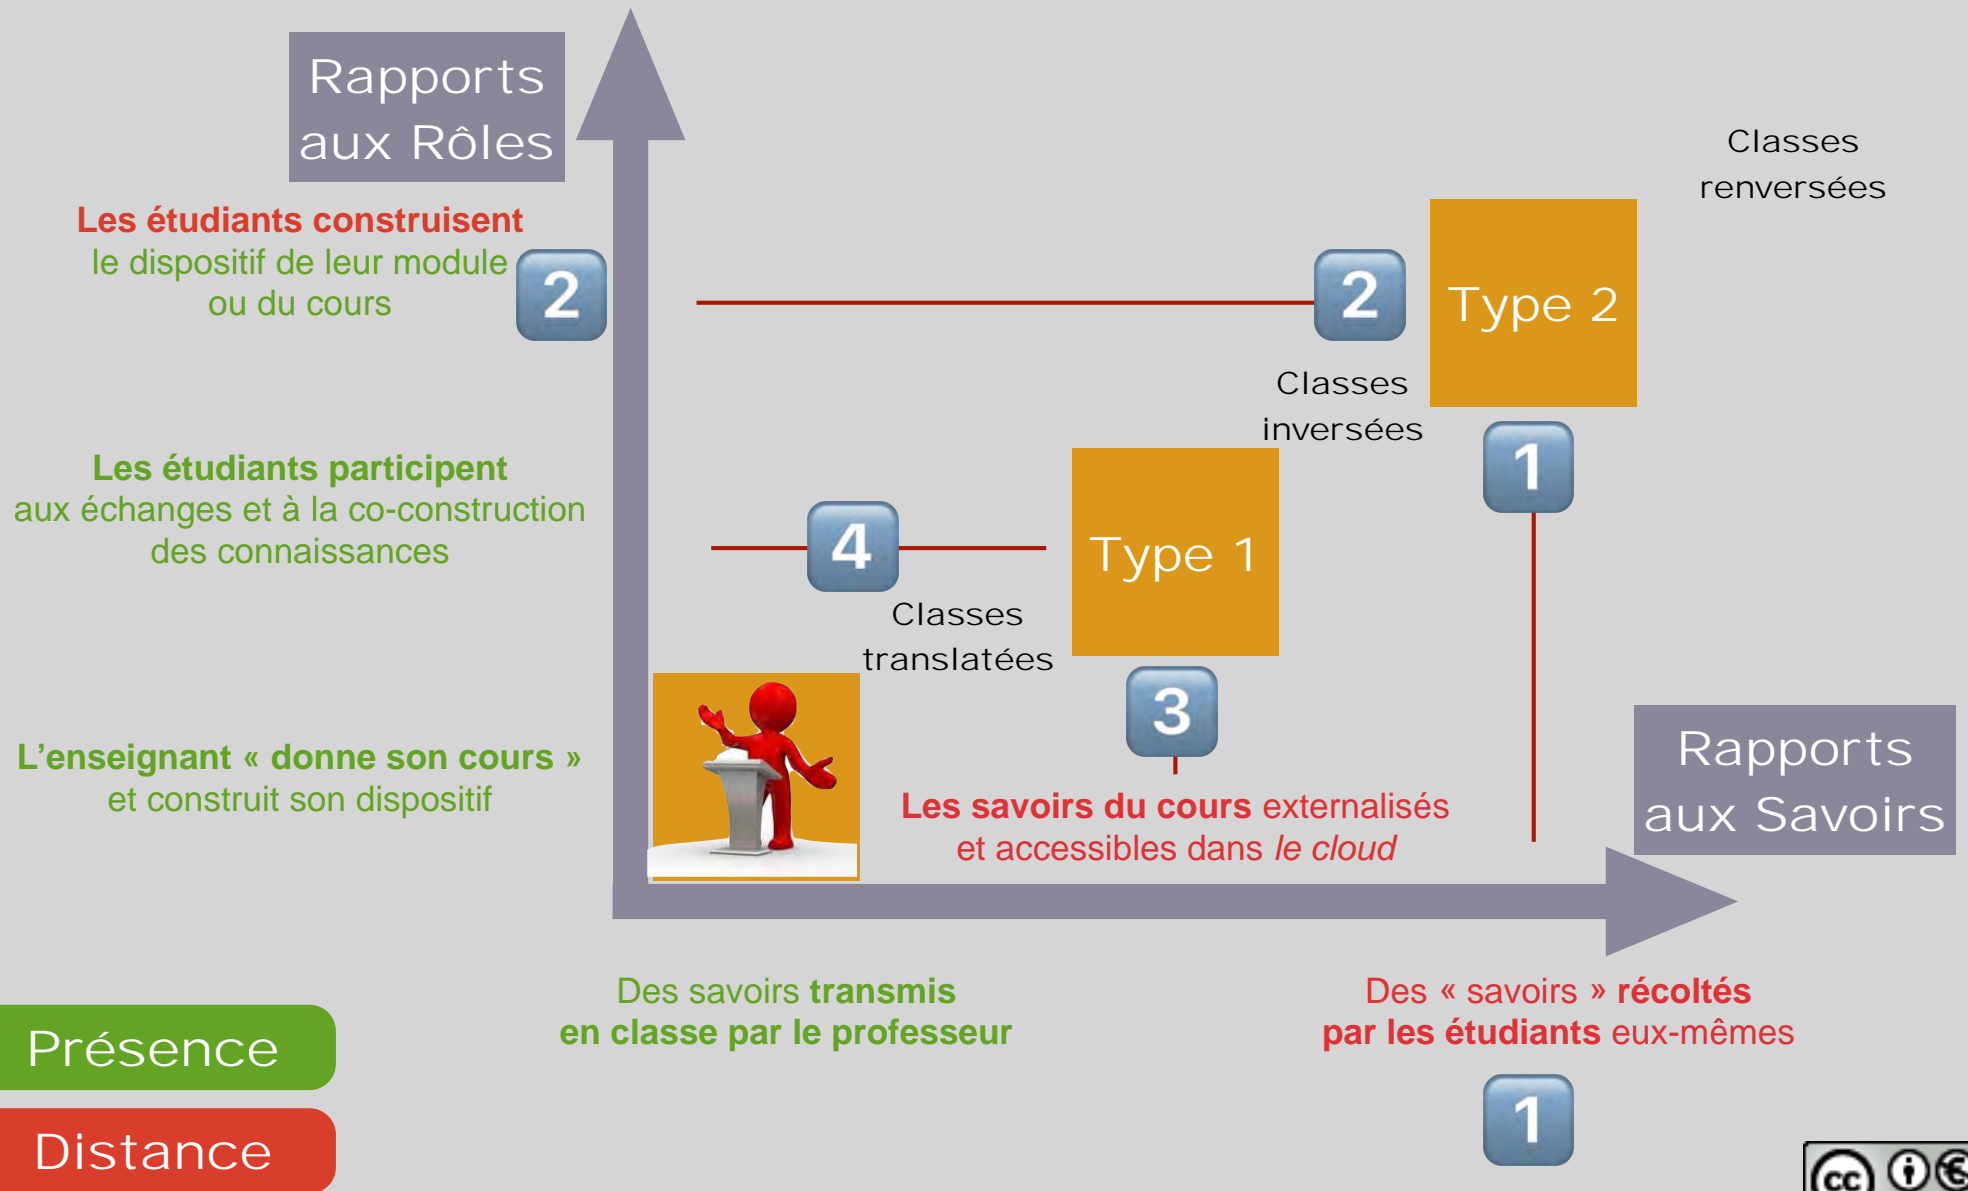 Rapports
aux Rôles
Classes
renversées
Les étudiants construisent
le dispositif de leur module
ou du cours
2
2
Type 2
Classes
inversées
1
Les étudiants participent
aux échanges et à la co-construction
des connaissances
4
Type 1
Classes
translatées
3
L’enseignant « donne son cours »
et construit son dispositif
Les savoirs du cours externalisés
et accessibles dans le cloud
Rapports
aux Savoirs
Des savoirs transmis
en classe par le professeur
Des « savoirs » récoltés
par les étudiants eux-mêmes
1
Présence
Distance
cc